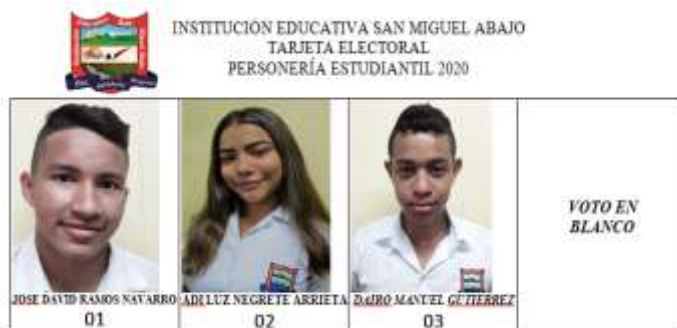 INSTITUCIÓN EDUCATIVA SAN MIGUEL ABAJO
TARJETA ELECTORAL
PERSONERÍA ESTUDIANTIL 2020
VOTO EN
BLANCO
JOSE DAVID RAMOS NAVARRO
ADI LUZ NEGRETE ARRIETA
DAIRO MANUEL GUTIERREZ
01
02
03